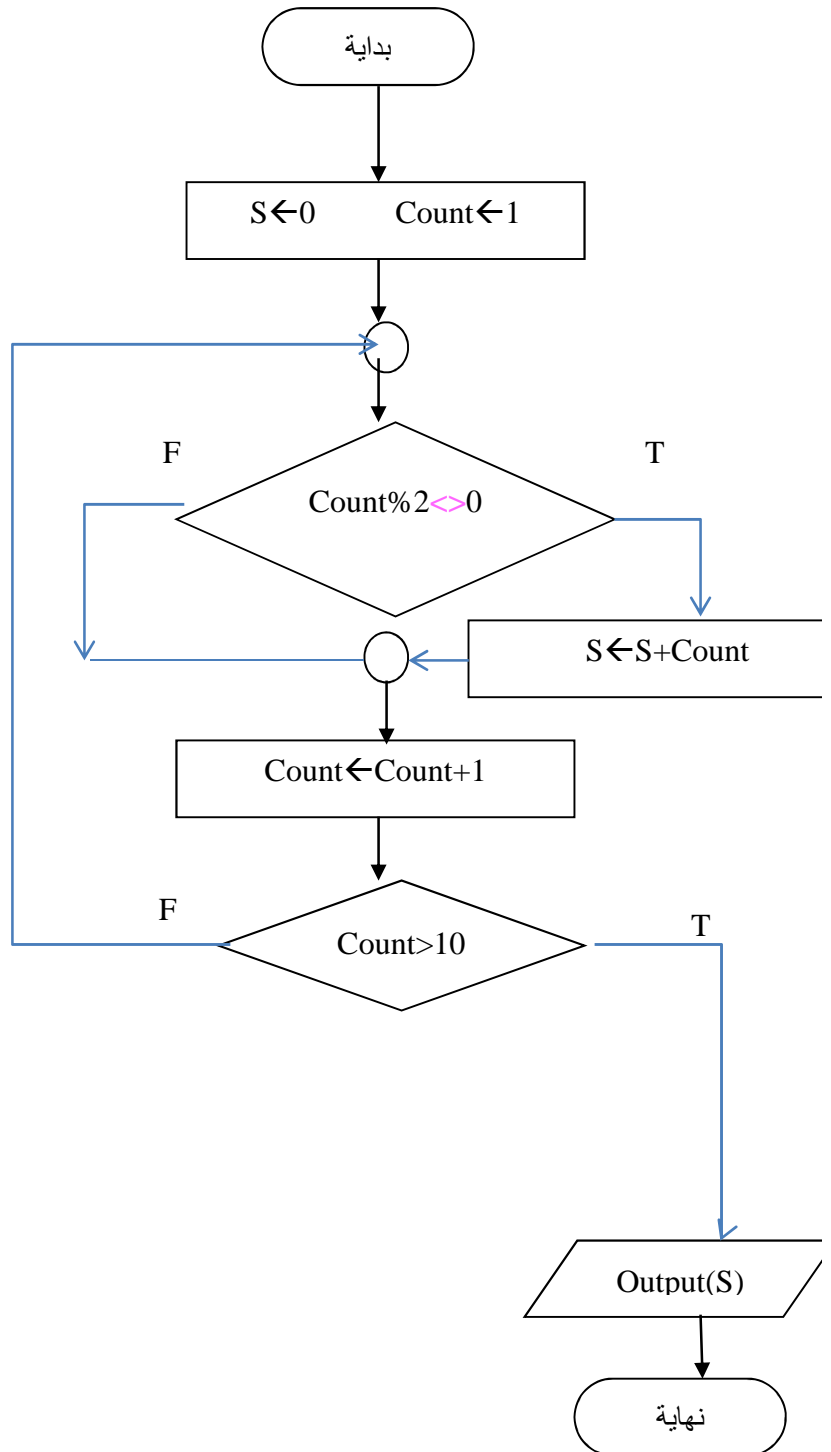 بداية
S←0 Count←1
F
T
Count%2<>0
S←S+Count
Count←Count+1
F
T
Count>10
Output(S)
نهاية